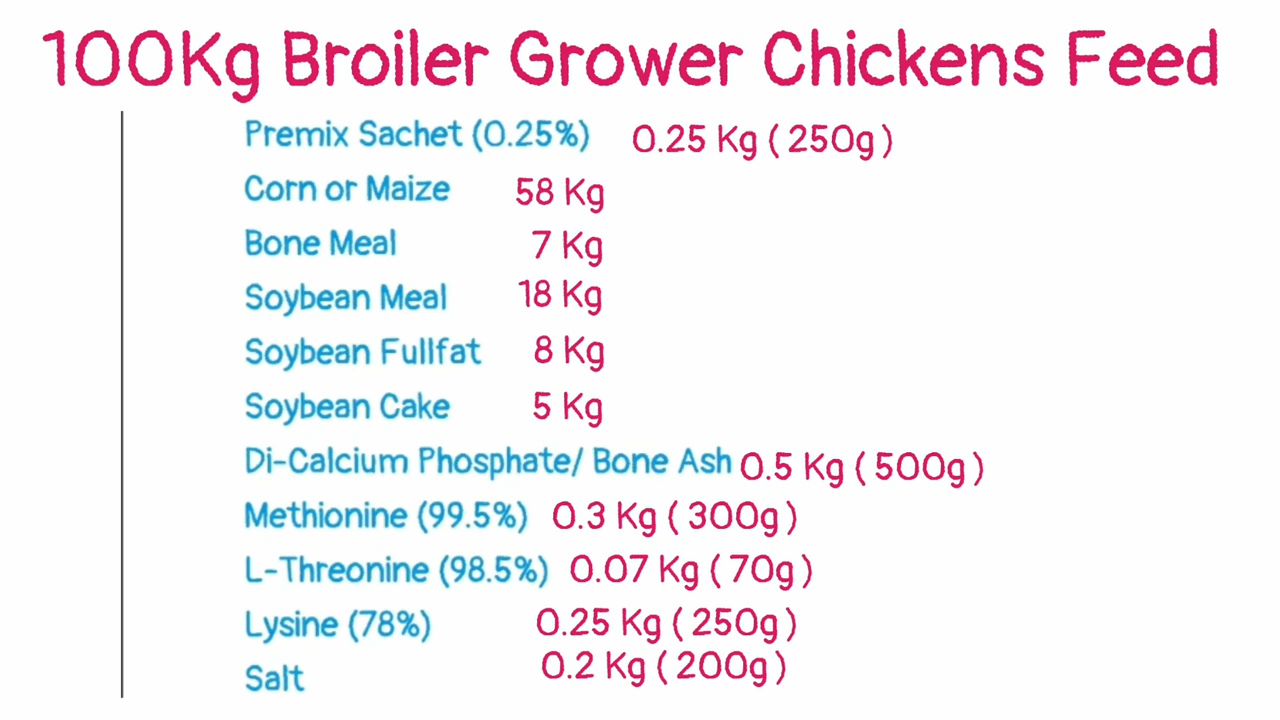 100Kg Broiler Grower Chickens Feed
Premix Sachet (0.25%) 0.25 Kg ( 250g )
Corn or Maize 58 Kg
Bone Meal 7 Kg
Soybean Meal 18 Kg
Soybean Fullfat 8 Kg
Soybean Cake 5 Kg
Di-Calcium Phosphate/ Bone Ash 0.5 Kg ( 500g )
Methionine (99.5%) 0.3 Kg ( 300g )
L-Threonine (98.5%) 0.07 Kg ( 70g )
Lysine (78%) 0.25 Kg ( 250g )
Salt 0.2 Kg ( 200g )